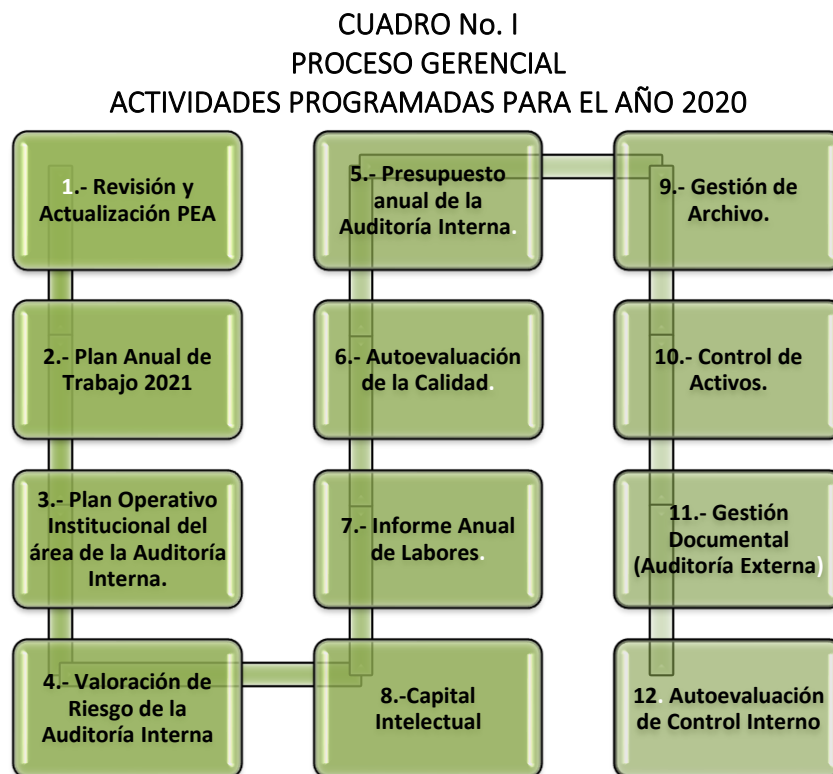 CUADRO No. I
PROCESO GERENCIAL
ACTIVIDADES PROGRAMADAS PARA EL AÑO 2020
1.- Revisión y
Actualización PEA
2.- Plan Anual de
Trabajo 2021
3.- Plan Operativo
Institucional del
área de la Auditoría
Interna.
4.- Valoración de
Riesgo de la
Auditoría Interna
5.- Presupuesto
anual de la
Auditoría Interna.
6.- Autoevaluación
de la Calidad.
7.- Informe Anual
de Labores.
8.-Capital
Intelectual
9.- Gestión de
Archivo.
10.- Control de
Activos.
11.- Gestión
Documental
(Auditoría Externa)
12. Autoevaluación
de Control Interno